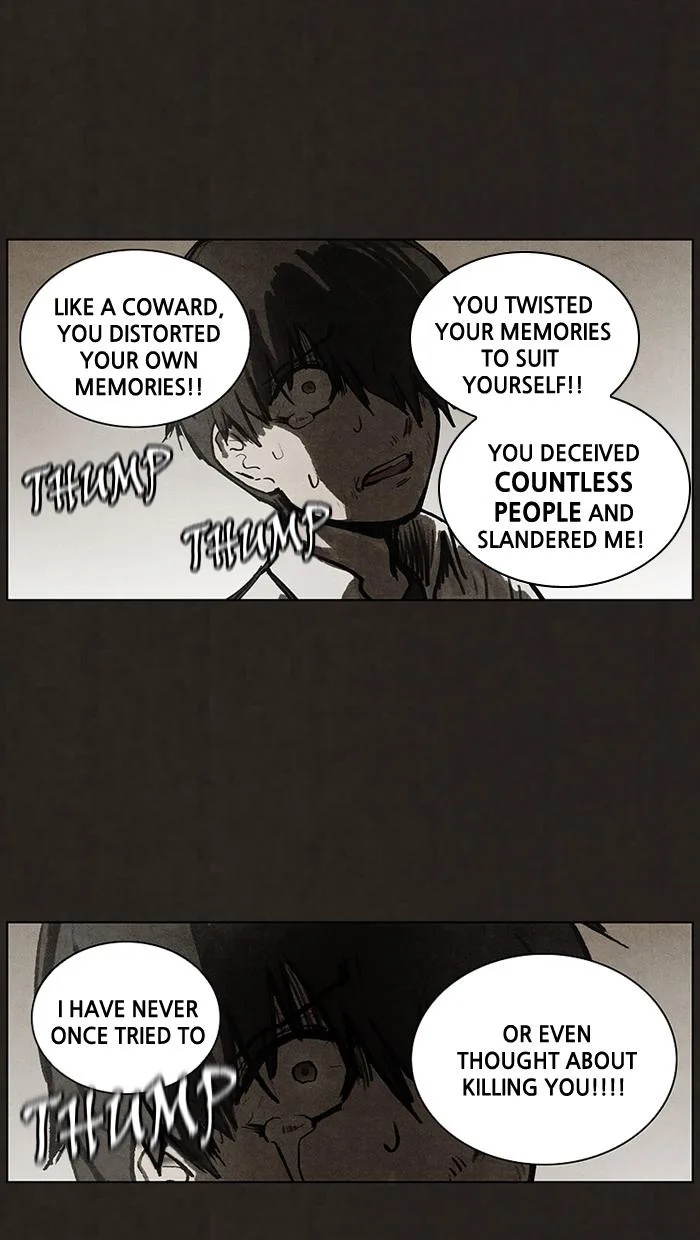 LIKE A COWARD,
YOU DISTORTED
YOUR OWN
MEMORIES!!
YOU TWISTED
YOUR MEMORIES
TO SUIT
YOURSELF!!
YOU DECEIVED
COUNTLESS
PEOPLE AND
SLANDERED ME!
THUMP
THUMP
I HAVE NEVER
ONCE TRIED TO
OR EVEN
THOUGHT ABOUT
KILLING YOU!!!!
THUMP